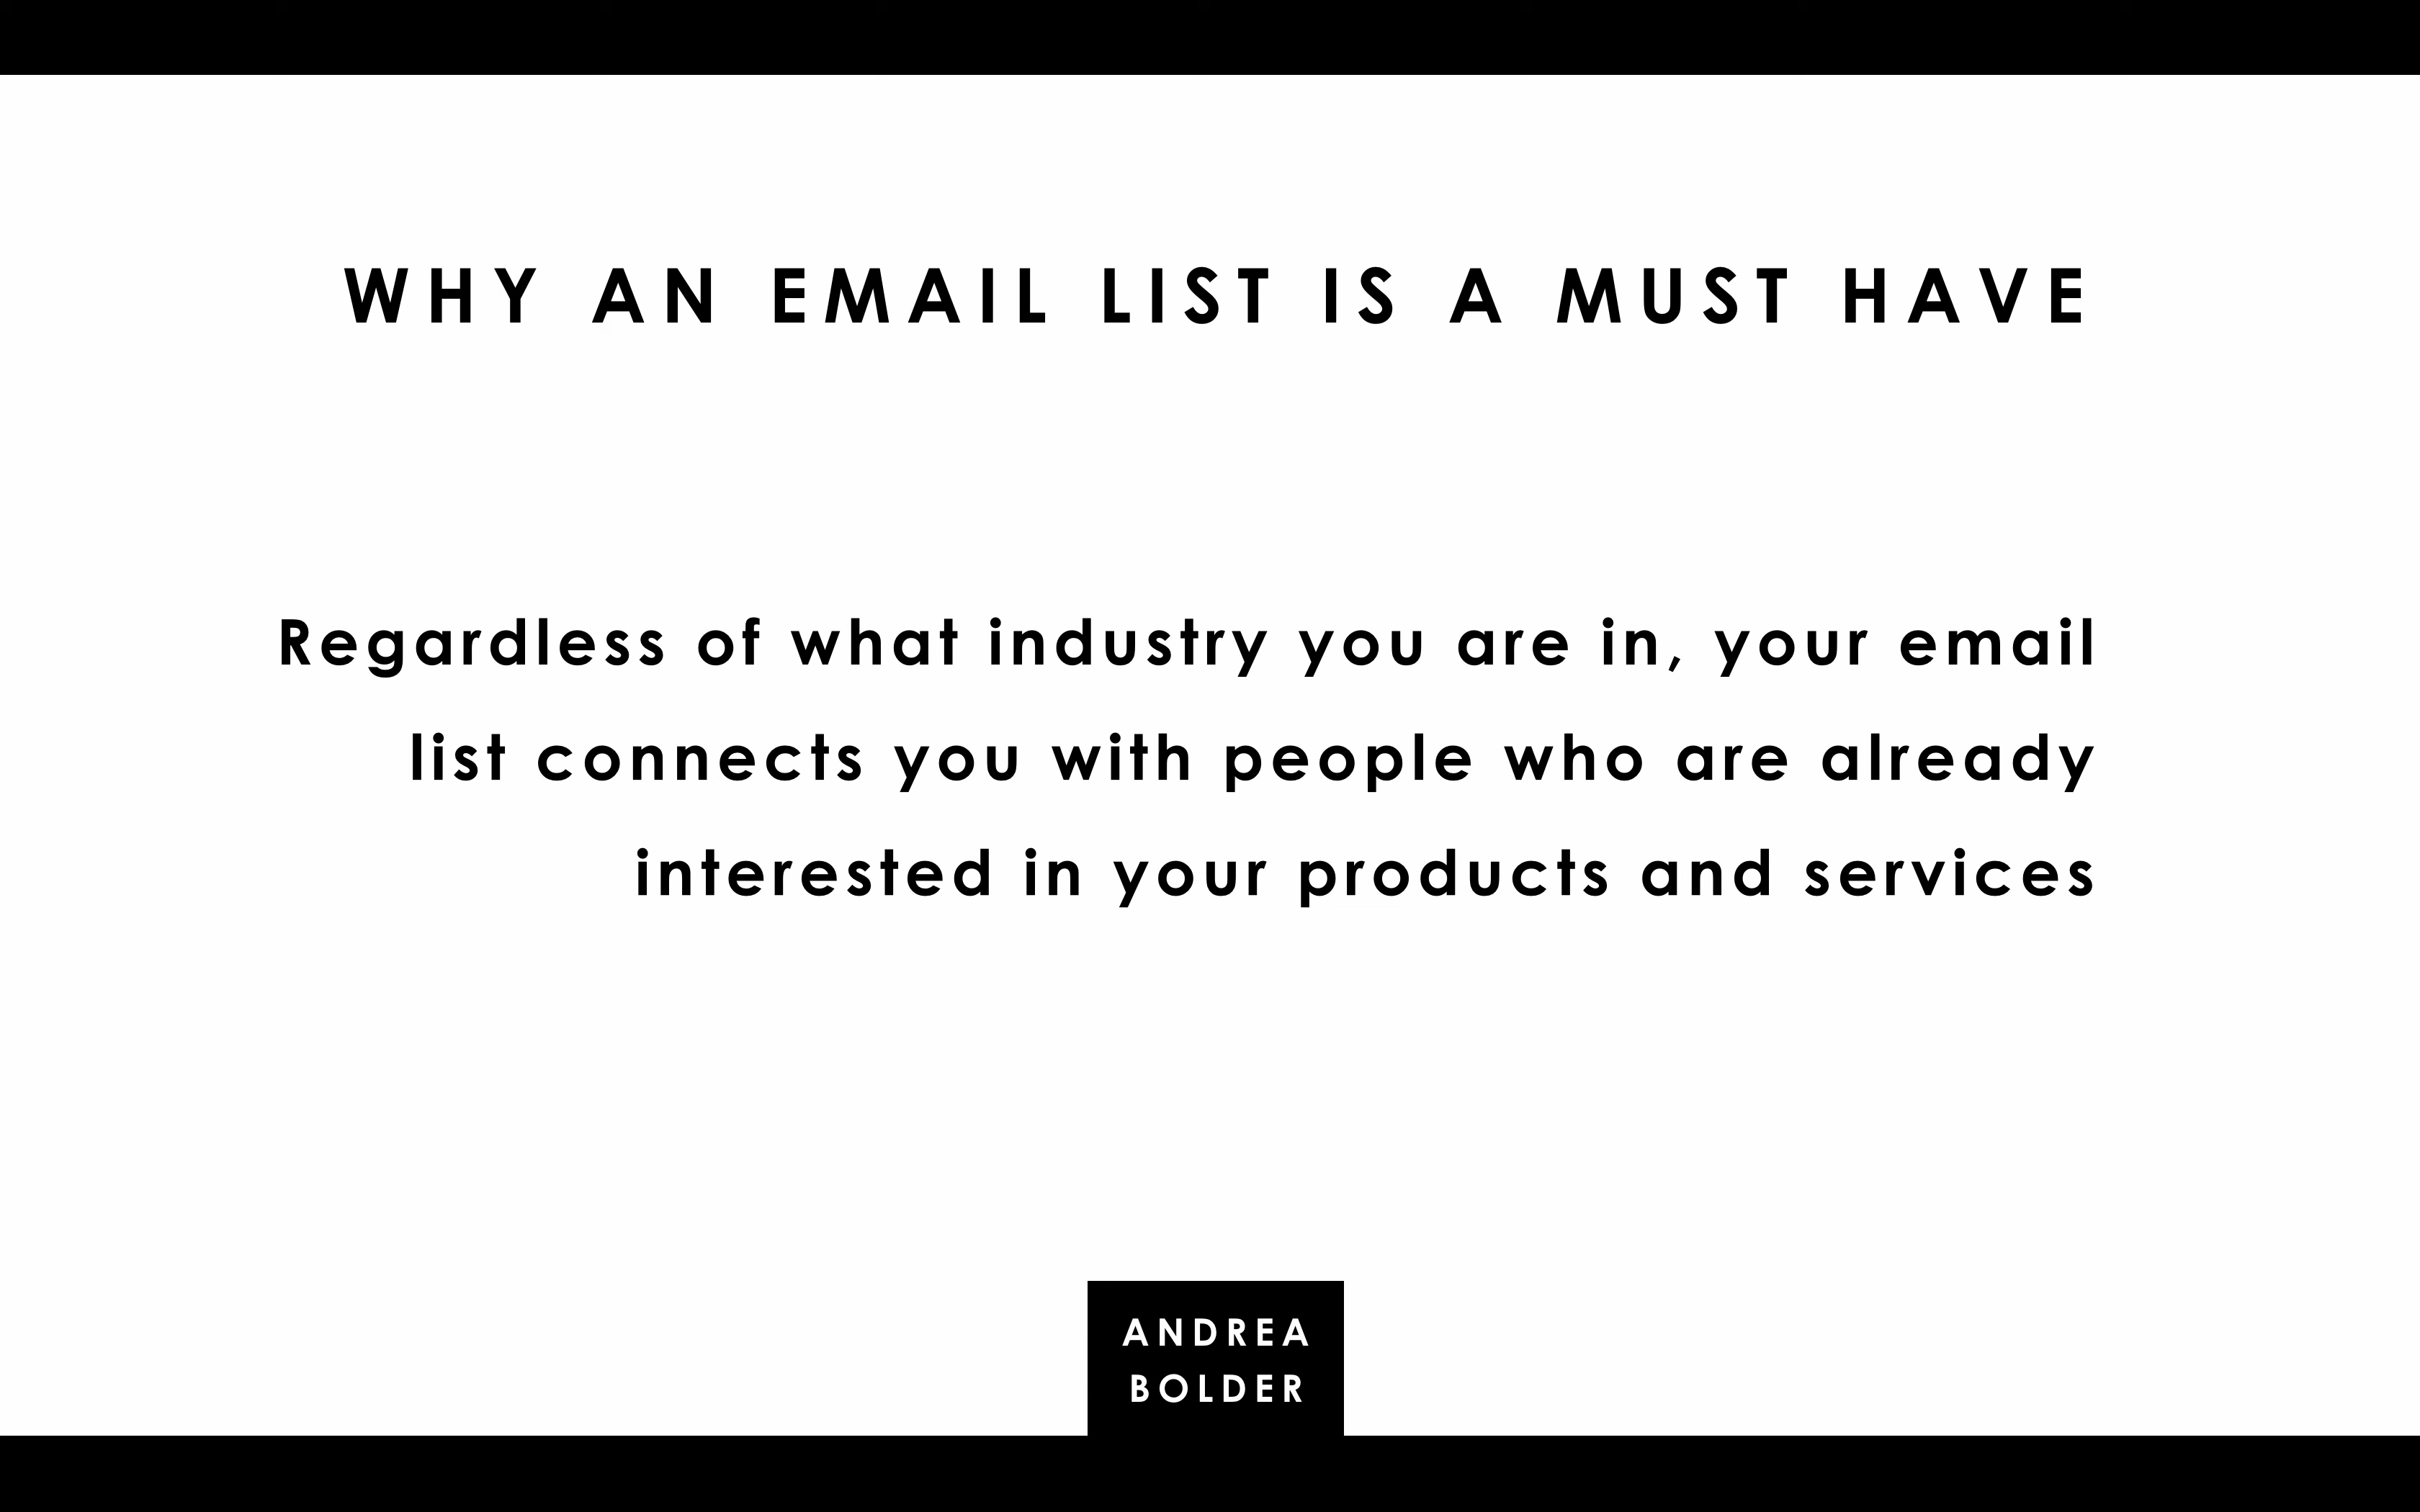 WHY AN EMAIL LIST IS A MUST HAVE
Regardless of what industry you are in, your email
list connects you with people who are already
interested in your products and services
ANDREA
BOLDER